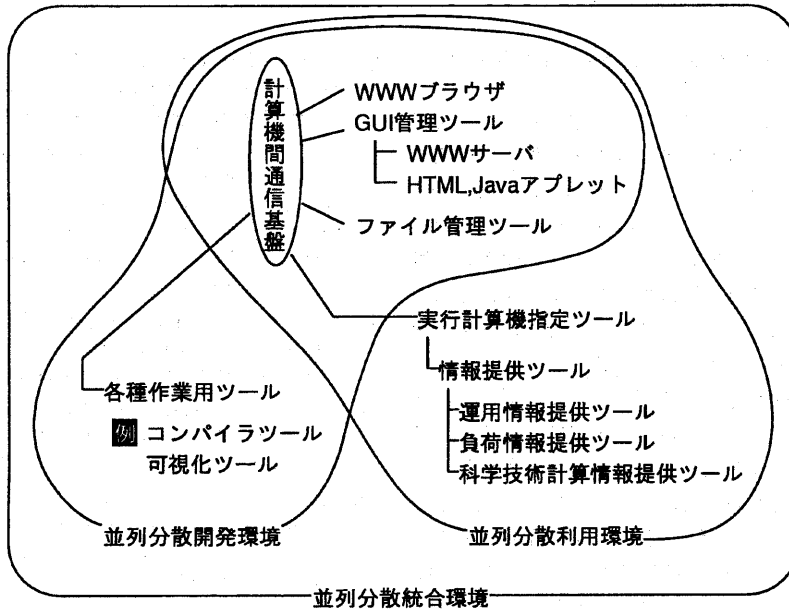 計算機間通信基盤
WWWブラウザ
GUI管理ツール
WWWサーバ
HTML,Javaアプレット
ファイル管理ツール
実行計算機指定ツール
情報提供ツール
運用情報提供ツール
負荷情報提供ツール
科学技術計算情報提供ツール
各種作業用ツール
例 コンパイラツール
可視化ツール
並列分散開発環境
並列分散利用環境
並列分散統合環境